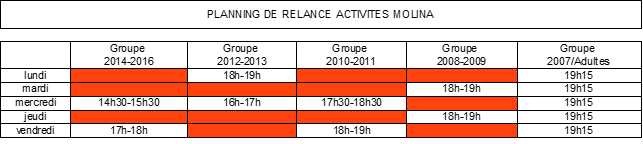 PLANNING DE RELANCE ACTIVITES MOLINA
Groupe Groupe Groupe Groupe Groupe
2014-2016 2012-2013 2010-2011 2008-2009 2007/Adultes
lundi 18h-19h 19h15
mardi 18h-19h 19h15
mercredi 14h30-15h30 16h-17h 17h30-18h30 19h15
jeudi 18h-19h 19h15
vendredi 17h-18h 18h-19h 19h15